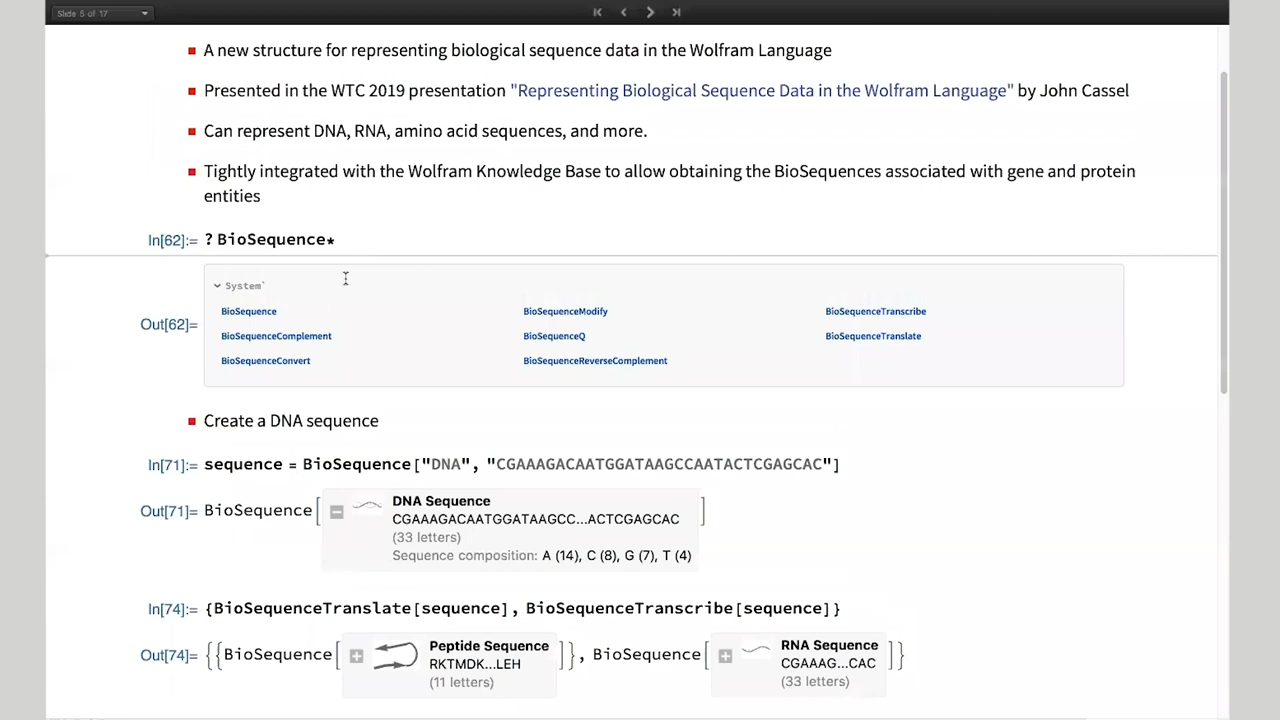 Slide 5 of 17
A new structure for representing biological sequence data in the Wolfram Language
Presented in the WTC 2019 presentation "Representing Biological Sequence Data in the Wolfram Language" by John Cassel
Can represent DNA, RNA, amino acid sequences, and more.
Tightly integrated with the Wolfram Knowledge Base to allow obtaining the BioSequences associated with gene and protein
entities
In[62]:= ? BioSequence*
System`
Out[62]=
BioSequence BioSequenceModify BioSequenceTranscribe
BioSequenceComplement BioSequenceQ BioSequenceTranslate
BioSequenceConvert BioSequenceReverseComplement
Create a DNA sequence
In[71]:= sequence = BioSequence["DNA", "CGAAAGACAATGGATAAGCCAATACTCGAGCAC"]
DNA Sequence
Out[71]= BioSequence[ CGAAAGACAATGGATAAGCC...ACTCGAGCAC ]
(33 letters)
Sequence composition: A (14), C (8), G (7), T (4)
In[74]:= {BioSequenceTranslate[sequence], BioSequenceTranscribe[sequence]}
Peptide Sequence RNA Sequence
Out[74]= {{BioSequence[ RKTMDK...LEH ]}, BioSequence[ CGAAAG...CAC ]}
(11 letters) (33 letters)